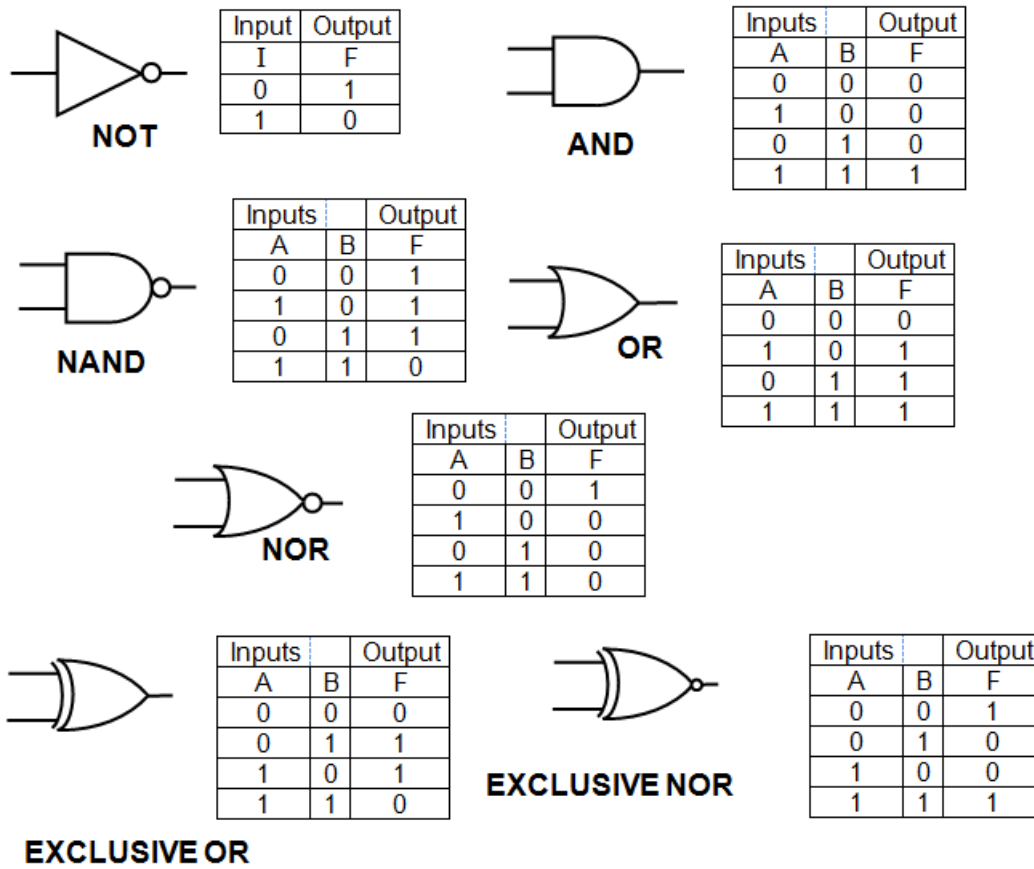 Input Output
I F
0 1
1 0
NOT
Inputs Output
A B F
0 0 0
1 0 0
0 1 0
1 1 1
AND
Inputs Output
A B F
0 0 1
1 0 1
0 1 1
1 1 0
NAND
Inputs Output
A B F
0 0 0
1 0 1
0 1 1
1 1 1
OR
Inputs Output
A B F
0 0 1
1 0 0
0 1 0
1 1 0
NOR
Inputs Output
A B F
0 0 0
0 1 1
1 0 1
1 1 0
EXCLUSIVE OR
Inputs Output
A B F
0 0 1
0 1 0
1 0 0
1 1 1
EXCLUSIVE NOR